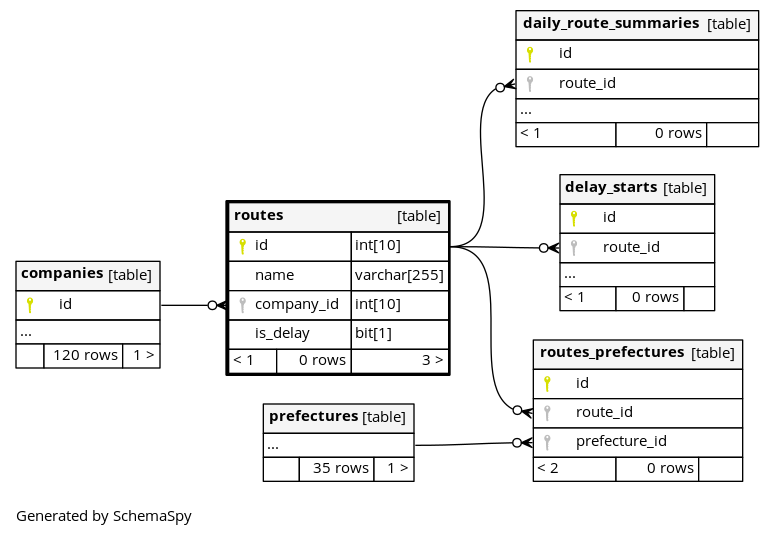 daily_route_summaries [table]
id
route_id
...
< 1 0 rows
delay_starts [table]
id
route_id
...
< 1 0 rows
routes [table]
id int[10]
name varchar[255]
company_id int[10]
is_delay bit[1]
< 1 0 rows 3 >
companies [table]
id
...
120 rows 1 >
routes_prefectures [table]
id
route_id
prefecture_id
< 2 0 rows
prefectures [table]
...
35 rows 1 >
Generated by SchemaSpy